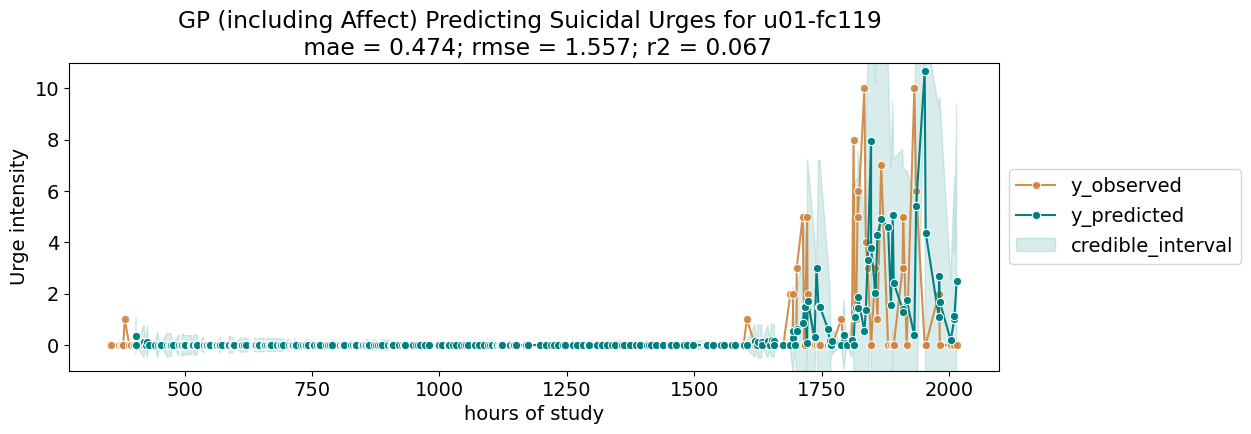 GP (including Affect) Predicting Suicidal Urges for u01-fc119
mae = 0.474; rmse = 1.557; r2 = 0.067
Urge intensity
10
8
6
4
2
0
500
750
1000
1250
1500
1750
2000
hours of study
y_observed
y_predicted
credible_interval